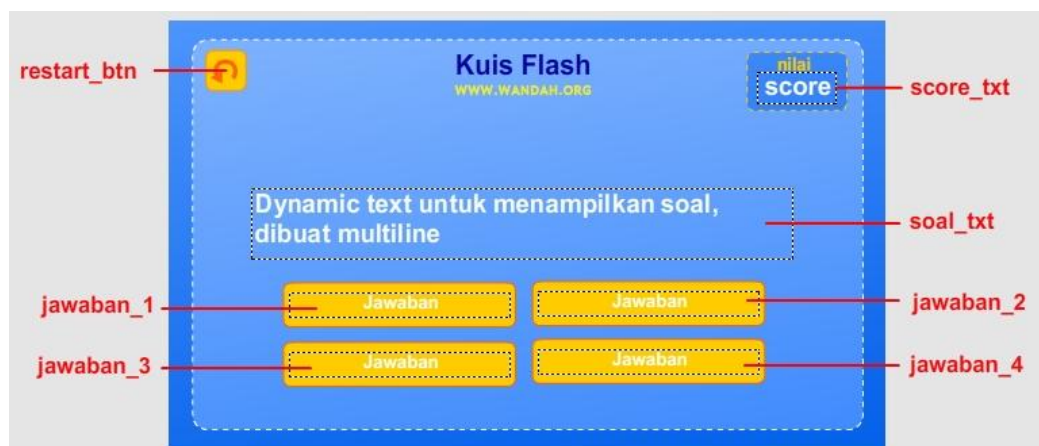 Kuis Flash
WWW.WANDAH.ORG
nilai
score
restart_btn
score_txt
Dynamic text untuk menampilkan soal,
dibuat multiline
soal_txt
jawaban_1
Jawaban
Jawaban
jawaban_2
jawaban_3
Jawaban
Jawaban
jawaban_4